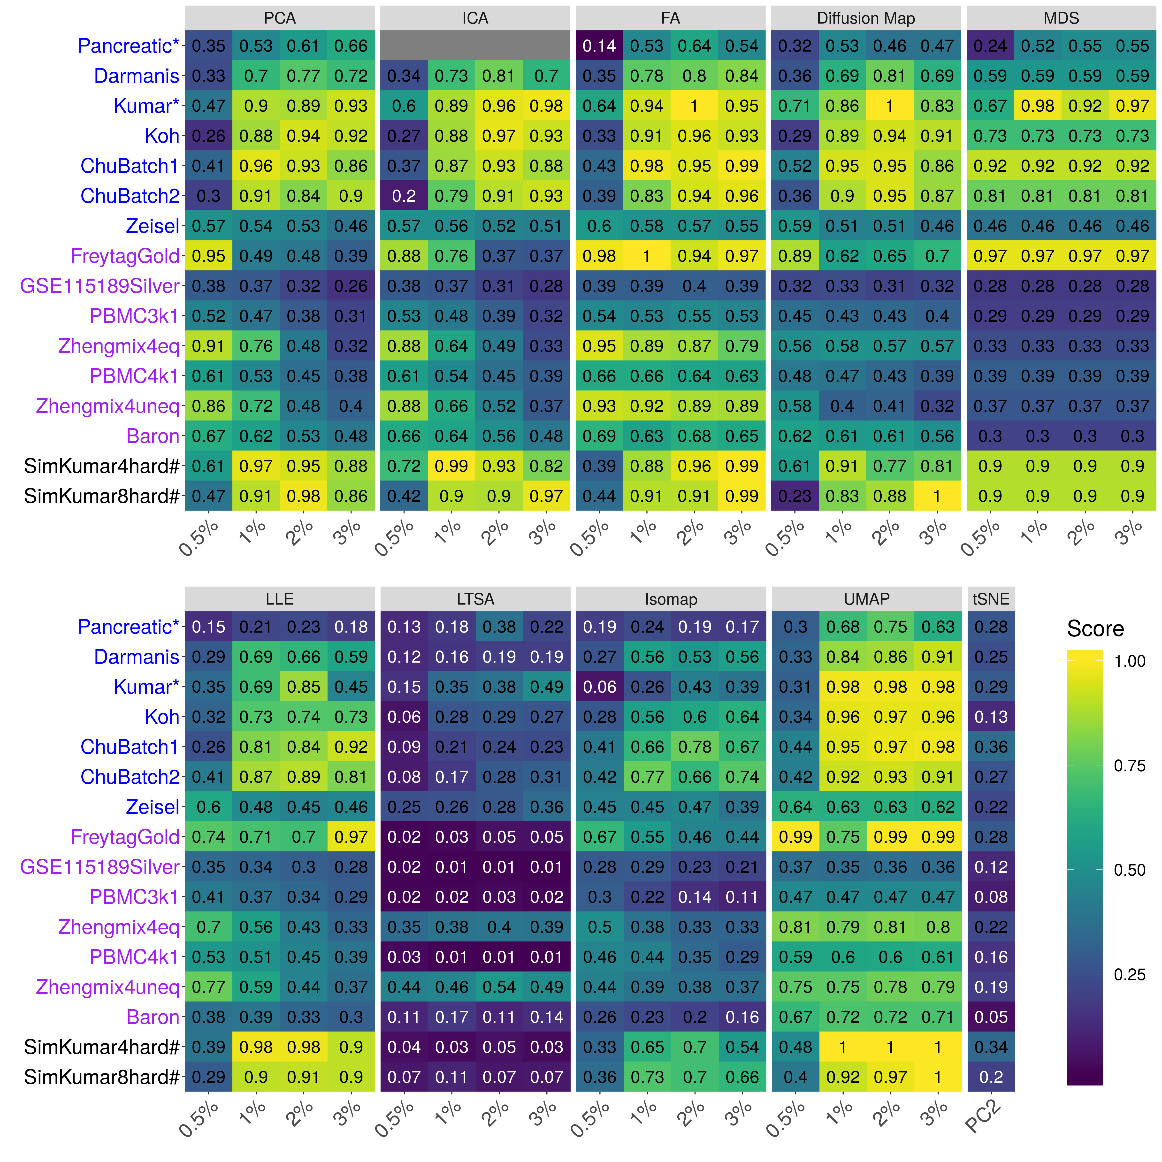 PCA ICA FA Diffusion Map MDS
Pancreatic* 0.35 0.53 0.61 0.66 0.14 0.53 0.64 0.54 0.32 0.53 0.46 0.47 0.24 0.52 0.55 0.55
Darmanis 0.33 0.7 0.77 0.72 0.34 0.73 0.81 0.7 0.35 0.78 0.8 0.84 0.36 0.69 0.81 0.69 0.59 0.59 0.59 0.59
Kumar* 0.47 0.9 0.89 0.93 0.6 0.89 0.96 0.98 0.64 0.94 1 0.95 0.71 0.86 1 0.83 0.67 0.98 0.92 0.97
Koh 0.26 0.88 0.94 0.92 0.27 0.88 0.97 0.93 0.33 0.91 0.96 0.93 0.29 0.89 0.94 0.91 0.73 0.73 0.73 0.73
ChuBatch1 0.41 0.96 0.93 0.86 0.37 0.87 0.93 0.88 0.43 0.98 0.95 0.99 0.52 0.95 0.95 0.86 0.92 0.92 0.92 0.92
ChuBatch2 0.3 0.91 0.84 0.9 0.2 0.79 0.91 0.93 0.39 0.83 0.94 0.96 0.36 0.9 0.95 0.87 0.81 0.81 0.81 0.81
Zeisel 0.57 0.54 0.53 0.46 0.57 0.56 0.52 0.51 0.6 0.58 0.57 0.55 0.59 0.51 0.51 0.46 0.46 0.46 0.46 0.46
FreytagGold 0.95 0.49 0.48 0.39 0.88 0.76 0.37 0.37 0.98 1 0.94 0.97 0.89 0.62 0.65 0.7 0.97 0.97 0.97 0.97
GSE115189Silver 0.38 0.37 0.32 0.26 0.38 0.37 0.31 0.28 0.39 0.39 0.4 0.39 0.32 0.33 0.31 0.32 0.28 0.28 0.28 0.28
PBMC3k1 0.52 0.47 0.38 0.31 0.53 0.48 0.39 0.32 0.54 0.53 0.55 0.53 0.45 0.43 0.43 0.4 0.29 0.29 0.29 0.29
Zhengmix4eq 0.91 0.76 0.48 0.32 0.88 0.64 0.49 0.33 0.95 0.89 0.87 0.79 0.56 0.58 0.57 0.57 0.33 0.33 0.33 0.33
PBMC4k1 0.61 0.53 0.45 0.38 0.61 0.54 0.45 0.39 0.66 0.66 0.64 0.63 0.48 0.47 0.43 0.39 0.39 0.39 0.39 0.39
Zhengmix4uneq 0.86 0.72 0.48 0.4 0.88 0.66 0.52 0.37 0.93 0.92 0.89 0.89 0.58 0.4 0.41 0.32 0.37 0.37 0.37 0.37
Baron 0.67 0.62 0.53 0.48 0.66 0.64 0.56 0.48 0.69 0.63 0.68 0.65 0.62 0.61 0.61 0.56 0.3 0.3 0.3 0.3
SimKumar4hard# 0.61 0.97 0.95 0.88 0.72 0.99 0.93 0.82 0.39 0.88 0.96 0.99 0.61 0.91 0.77 0.81 0.9 0.9 0.9 0.9
SimKumar8hard# 0.47 0.91 0.98 0.86 0.42 0.9 0.9 0.97 0.44 0.91 0.91 0.99 0.23 0.83 0.88 1 0.9 0.9 0.9 0.9
0.5% 1% 2% 3% 0.5% 1% 2% 3% 0.5% 1% 2% 3% 0.5% 1% 2% 3% 0.5% 1% 2% 3%
LLE LTSA Isomap UMAP tSNE
Pancreatic* 0.15 0.21 0.23 0.18 0.13 0.18 0.38 0.22 0.19 0.24 0.19 0.17 0.3 0.68 0.75 0.63 0.28
Darmanis 0.29 0.69 0.66 0.59 0.12 0.16 0.19 0.19 0.27 0.56 0.53 0.56 0.33 0.84 0.86 0.91 0.25
Kumar* 0.35 0.69 0.85 0.45 0.15 0.35 0.38 0.49 0.06 0.26 0.43 0.39 0.31 0.98 0.98 0.98 0.29
Koh 0.32 0.73 0.74 0.73 0.06 0.28 0.29 0.27 0.28 0.56 0.6 0.64 0.34 0.96 0.97 0.96 0.13
ChuBatch1 0.26 0.81 0.84 0.92 0.09 0.21 0.24 0.23 0.41 0.66 0.78 0.67 0.44 0.95 0.97 0.98 0.36
ChuBatch2 0.41 0.87 0.89 0.81 0.08 0.17 0.28 0.31 0.42 0.77 0.66 0.74 0.42 0.92 0.93 0.91 0.27
Zeisel 0.6 0.48 0.45 0.46 0.25 0.26 0.28 0.36 0.45 0.45 0.47 0.39 0.64 0.63 0.63 0.62 0.22
FreytagGold 0.74 0.71 0.7 0.97 0.02 0.03 0.05 0.05 0.67 0.55 0.46 0.44 0.99 0.75 0.99 0.99 0.28
GSE115189Silver 0.35 0.34 0.3 0.28 0.02 0.01 0.01 0.01 0.28 0.29 0.23 0.21 0.37 0.35 0.36 0.36 0.12
PBMC3k1 0.41 0.37 0.34 0.29 0.02 0.02 0.03 0.02 0.3 0.22 0.14 0.11 0.47 0.47 0.47 0.47 0.08
Zhengmix4eq 0.7 0.56 0.43 0.33 0.35 0.38 0.4 0.39 0.5 0.38 0.33 0.33 0.81 0.79 0.81 0.8 0.22
PBMC4k1 0.53 0.51 0.45 0.39 0.03 0.01 0.01 0.01 0.46 0.44 0.35 0.29 0.59 0.6 0.6 0.61 0.16
Zhengmix4uneq 0.77 0.59 0.44 0.37 0.44 0.46 0.54 0.49 0.44 0.39 0.38 0.37 0.75 0.75 0.78 0.79 0.19
Baron 0.38 0.39 0.33 0.3 0.11 0.17 0.11 0.14 0.26 0.23 0.2 0.16 0.67 0.72 0.72 0.71 0.05
SimKumar4hard# 0.39 0.98 0.98 0.9 0.04 0.03 0.05 0.03 0.33 0.65 0.7 0.54 0.48 1 1 1 0.34
SimKumar8hard# 0.29 0.9 0.91 0.9 0.07 0.11 0.07 0.07 0.36 0.73 0.7 0.66 0.4 0.92 0.97 1 0.2
0.5% 1% 2% 3% 0.5% 1% 2% 3% 0.5% 1% 2% 3% 0.5% 1% 2% 3% PC2
Score
1.00
0.75
0.50
0.25